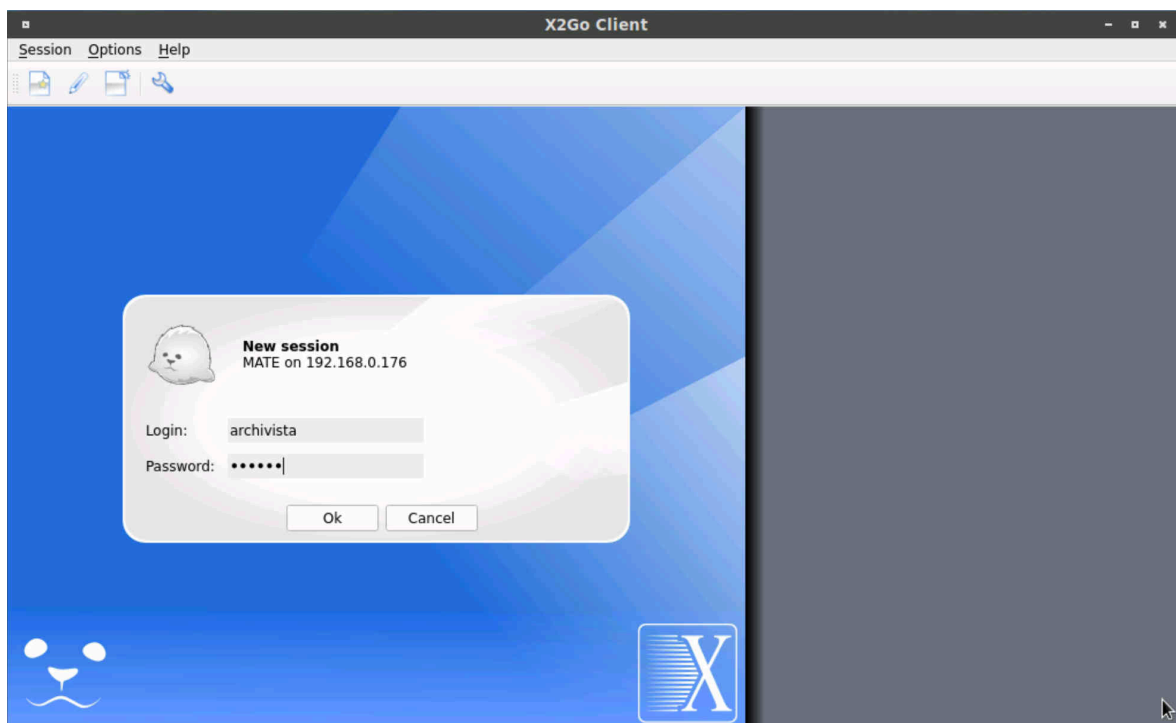 X2Go Client
Session Options Help
New session
MATE on 192.168.0.176
Login: archivista
Password: ••••••
Ok Cancel
X